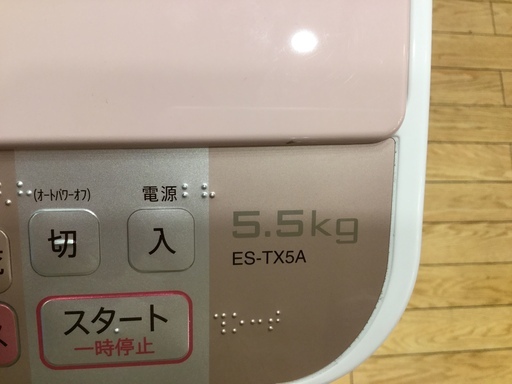 (オートパワーオフ)
電源
切
入
5.5kg
ES-TX5A
スタート
一時停止